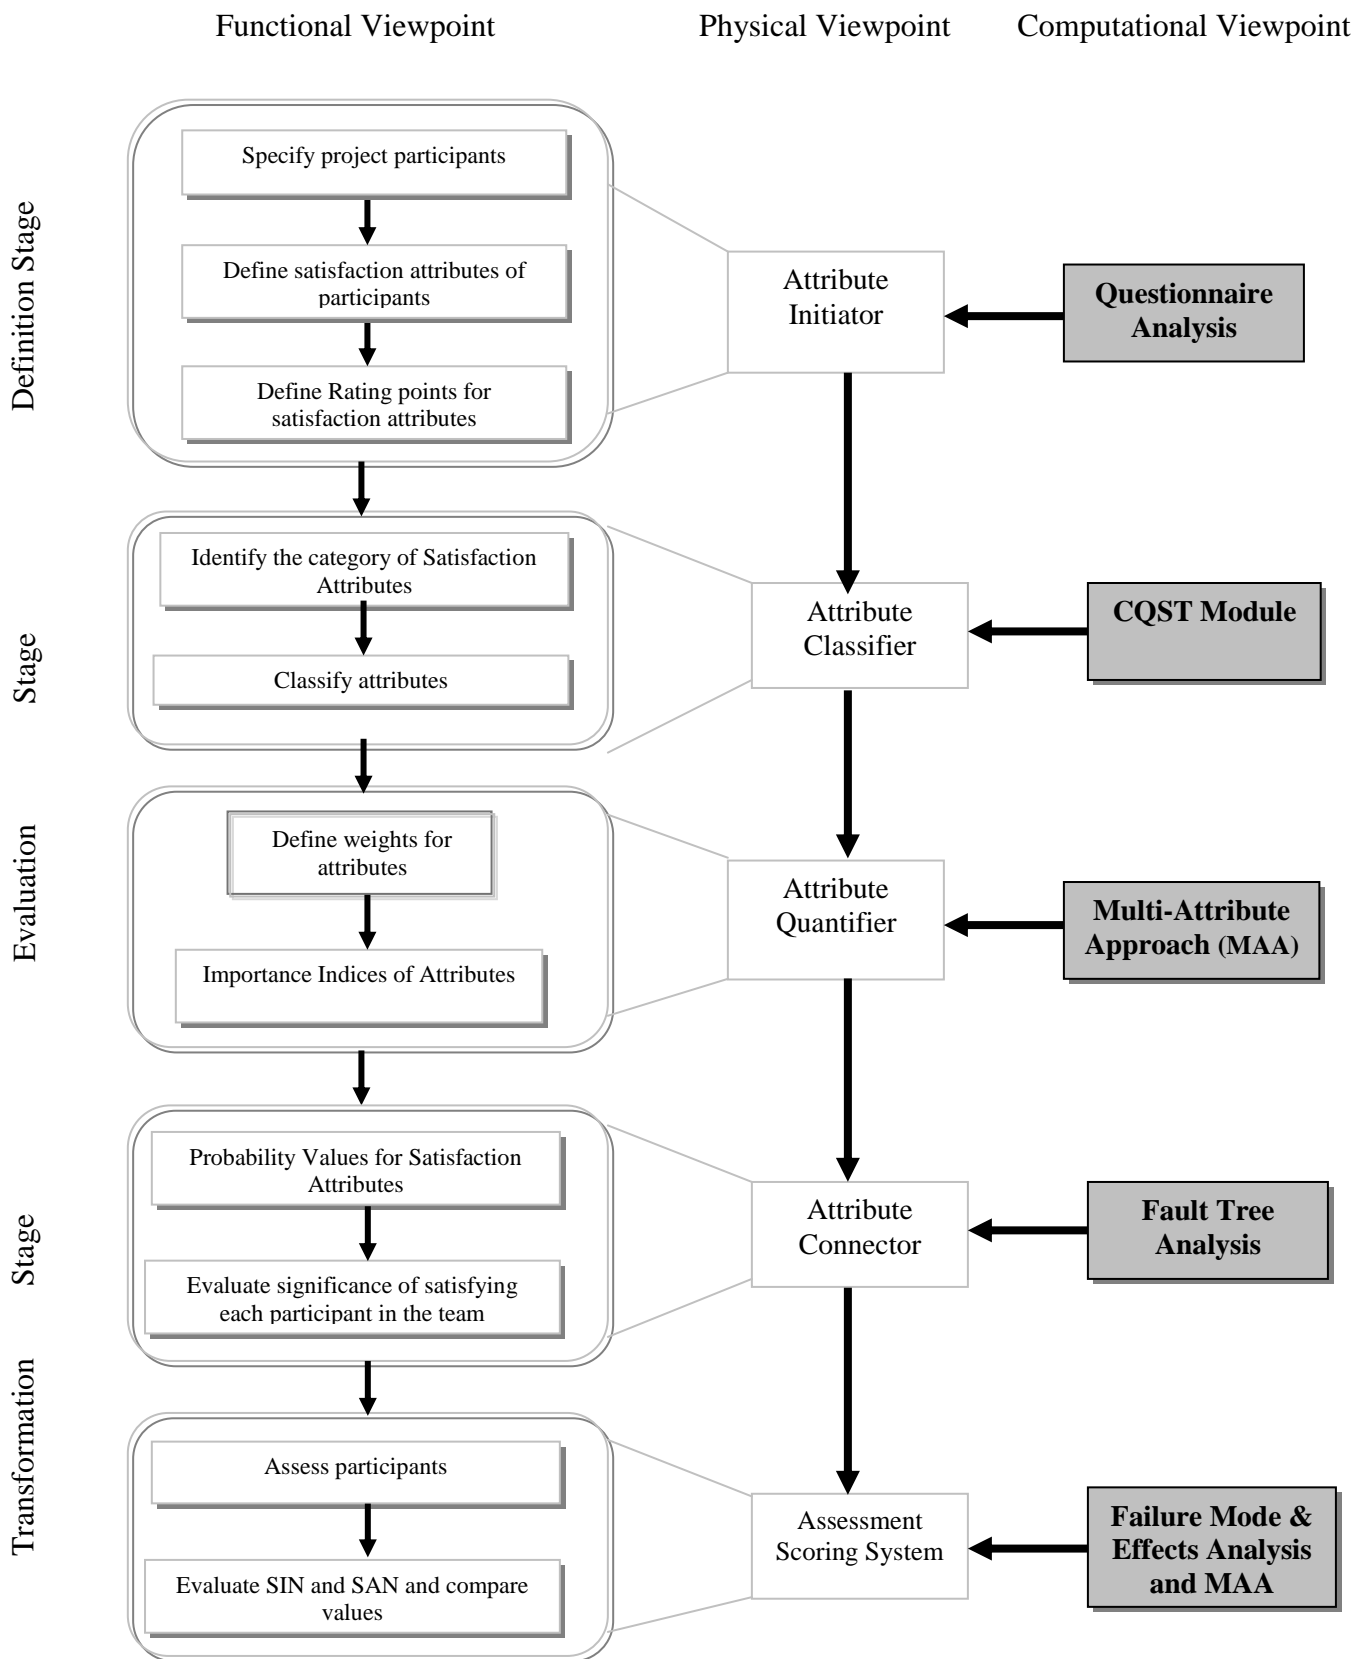 Functional Viewpoint
Physical Viewpoint
Computational Viewpoint
Definition Stage
Specify project participants
Define satisfaction attributes of
participants
Define Rating points for
satisfaction attributes
Attribute
Initiator
Questionnaire
Analysis
Stage
Identify the category of Satisfaction
Attributes
Classify attributes
Attribute
Classifier
CQST Module
Evaluation
Define weights for
attributes
Importance Indices of Attributes
Attribute
Quantifier
Multi-Attribute
Approach (MAA)
Stage
Probability Values for Satisfaction
Attributes
Evaluate significance of satisfying
each participant in the team
Attribute
Connector
Fault Tree
Analysis
Transformation
Assess participants
Evaluate SIN and SAN and compare
values
Assessment
Scoring System
Failure Mode &
Effects Analysis
and MAA